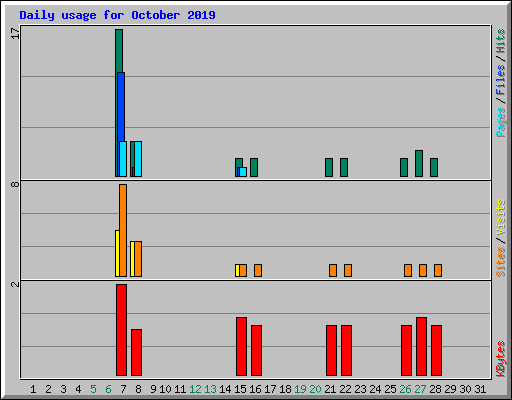 Daily usage for October 2019
17
Pages/Files/Hits
8
Sites/Visits
2
KBytes
1 2 3 4 5 6 7 8 9 10 11 12 13 14 15 16 17 18 19 20 21 22 23 24 25 26 27 28 29 30 31